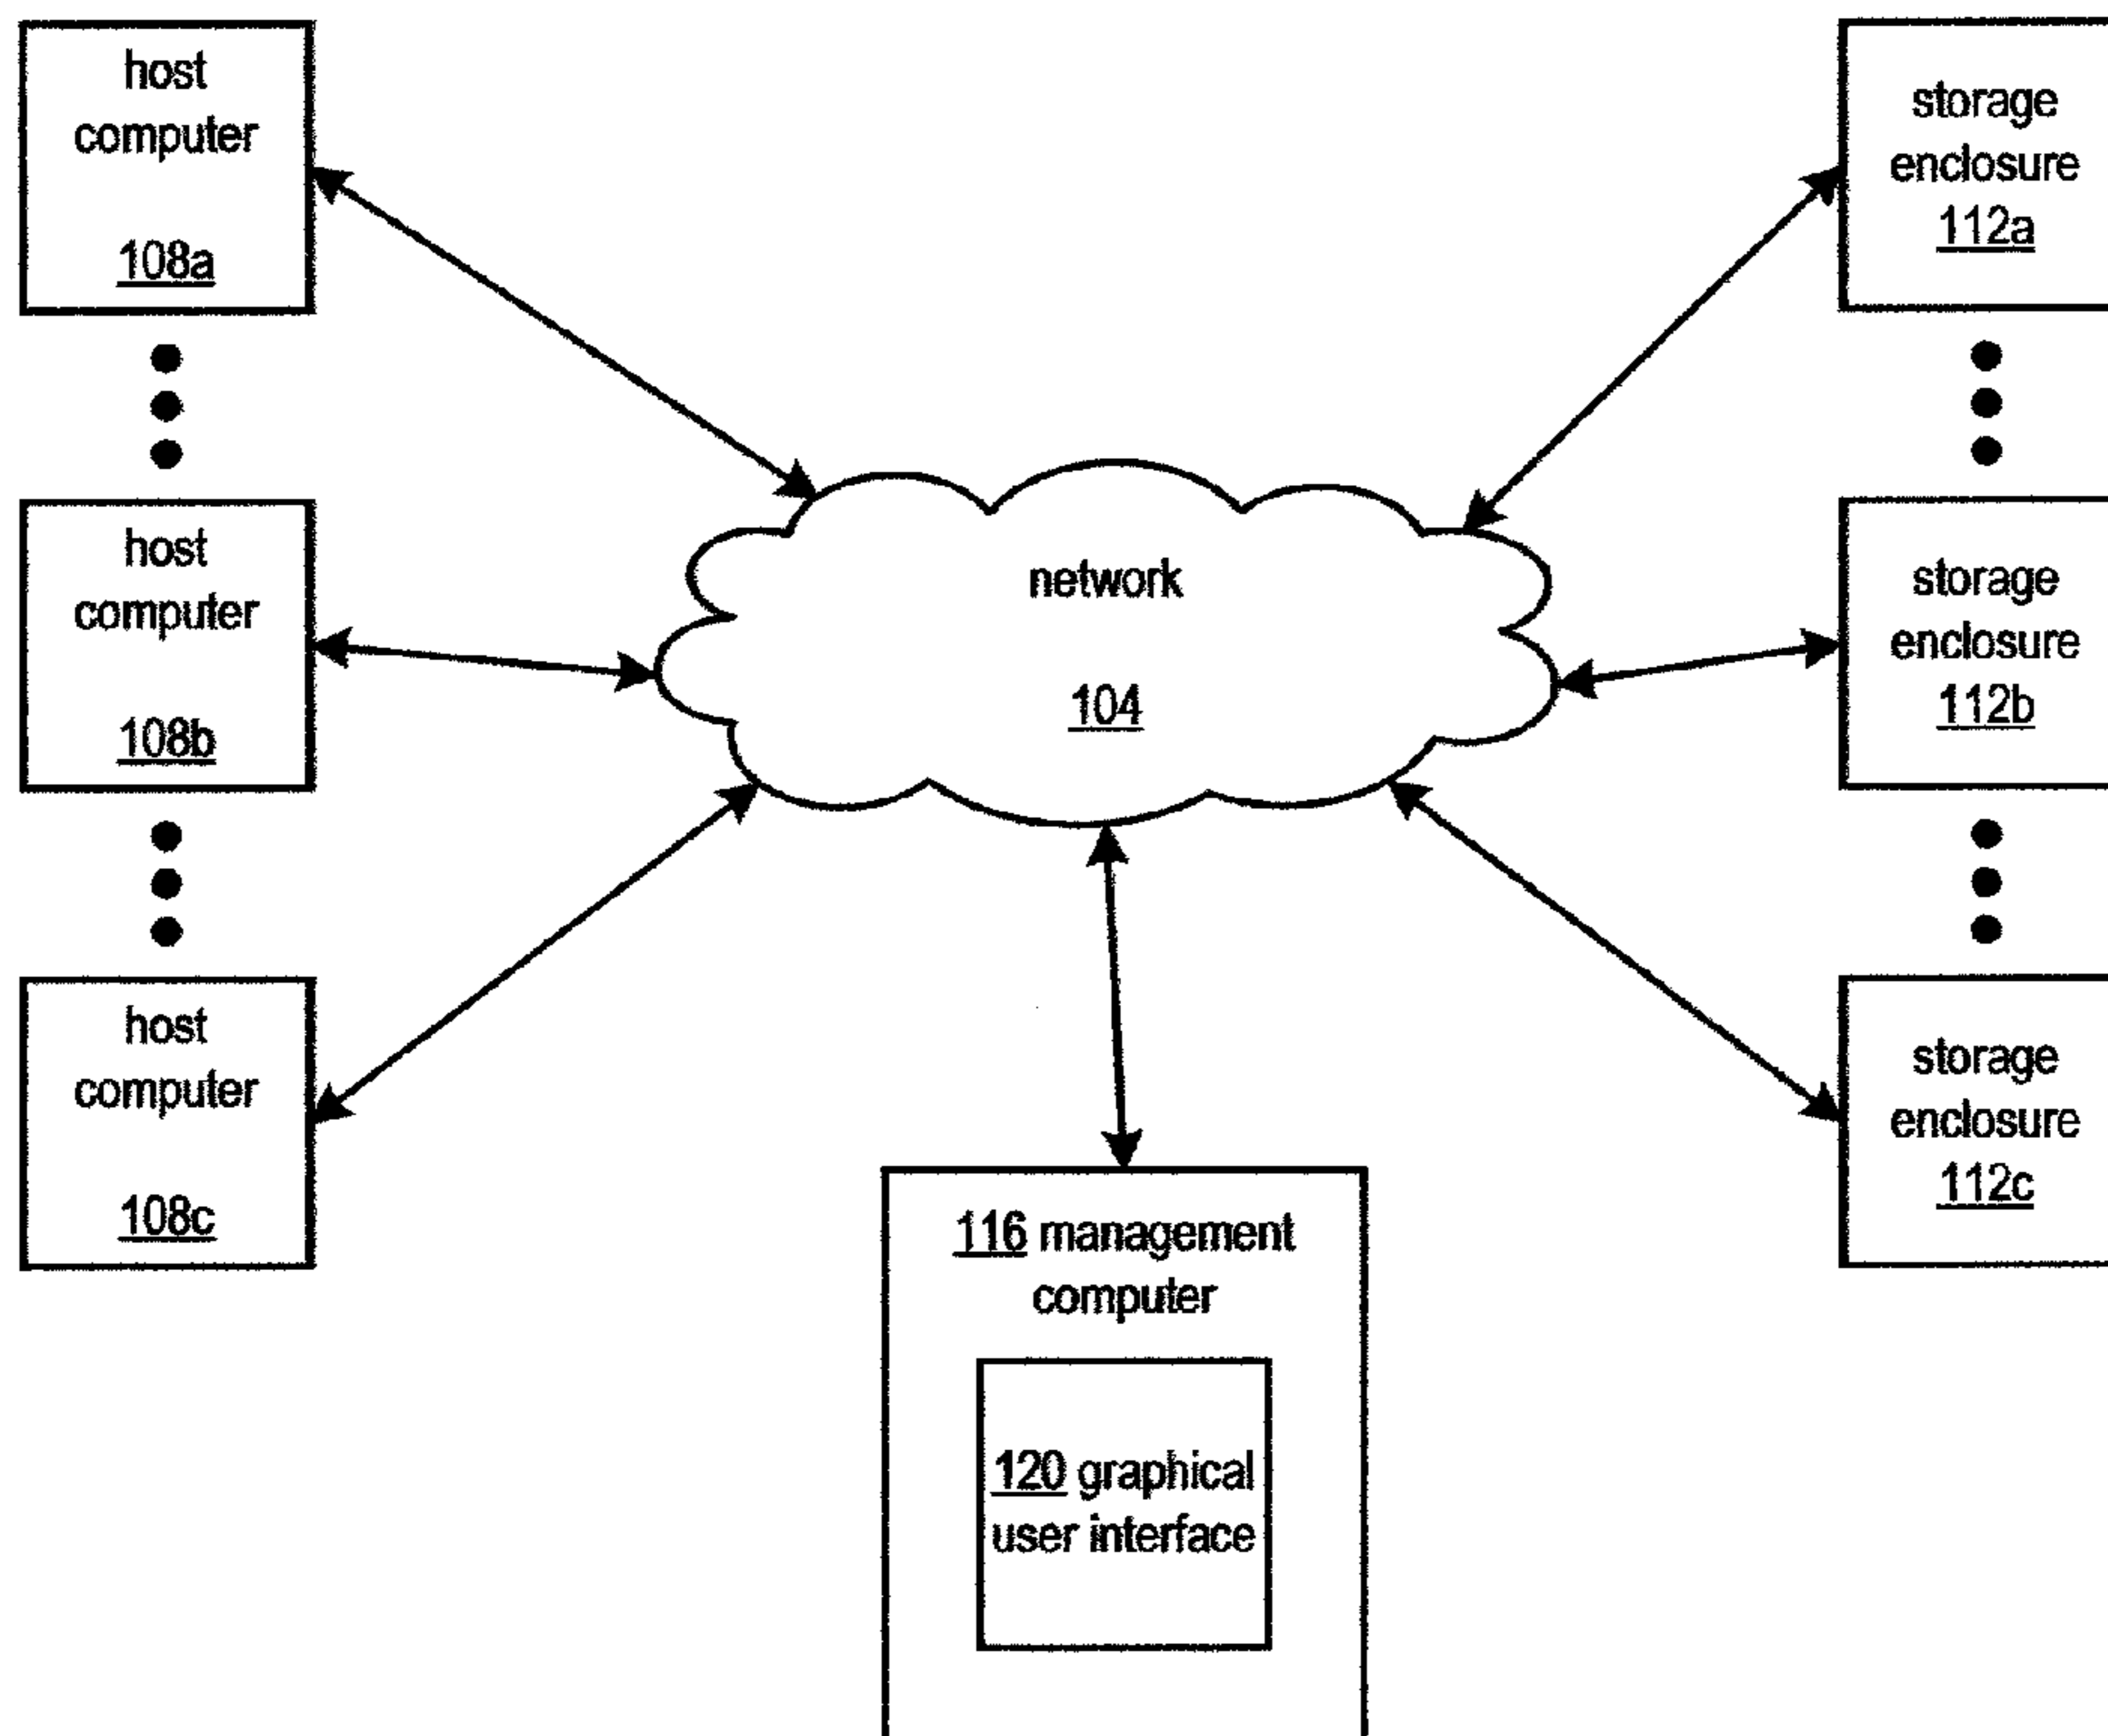 host
computer
108a
storage
enclosure
112a
host
computer
108b
network
104
storage
enclosure
112b
host
computer
108c
storage
enclosure
112c
116 management
computer
120 graphical
user interface